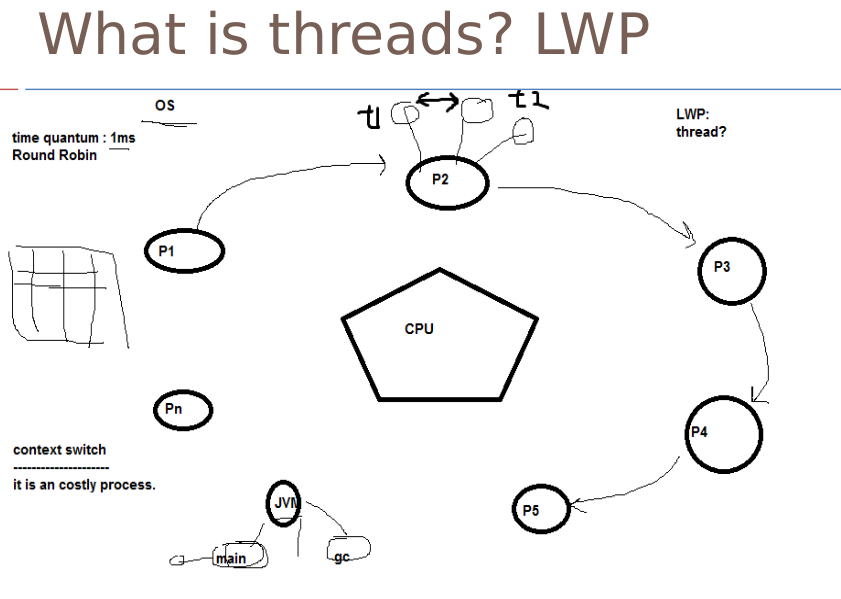 What is threads? LWP
OS
time quantum : 1ms
Round Robin
t1
t2
LWP:
thread?
P2
P1
P3
CPU
Pn
P4
context switch
---------------------
it is an costly process.
JVM
P5
main
gc